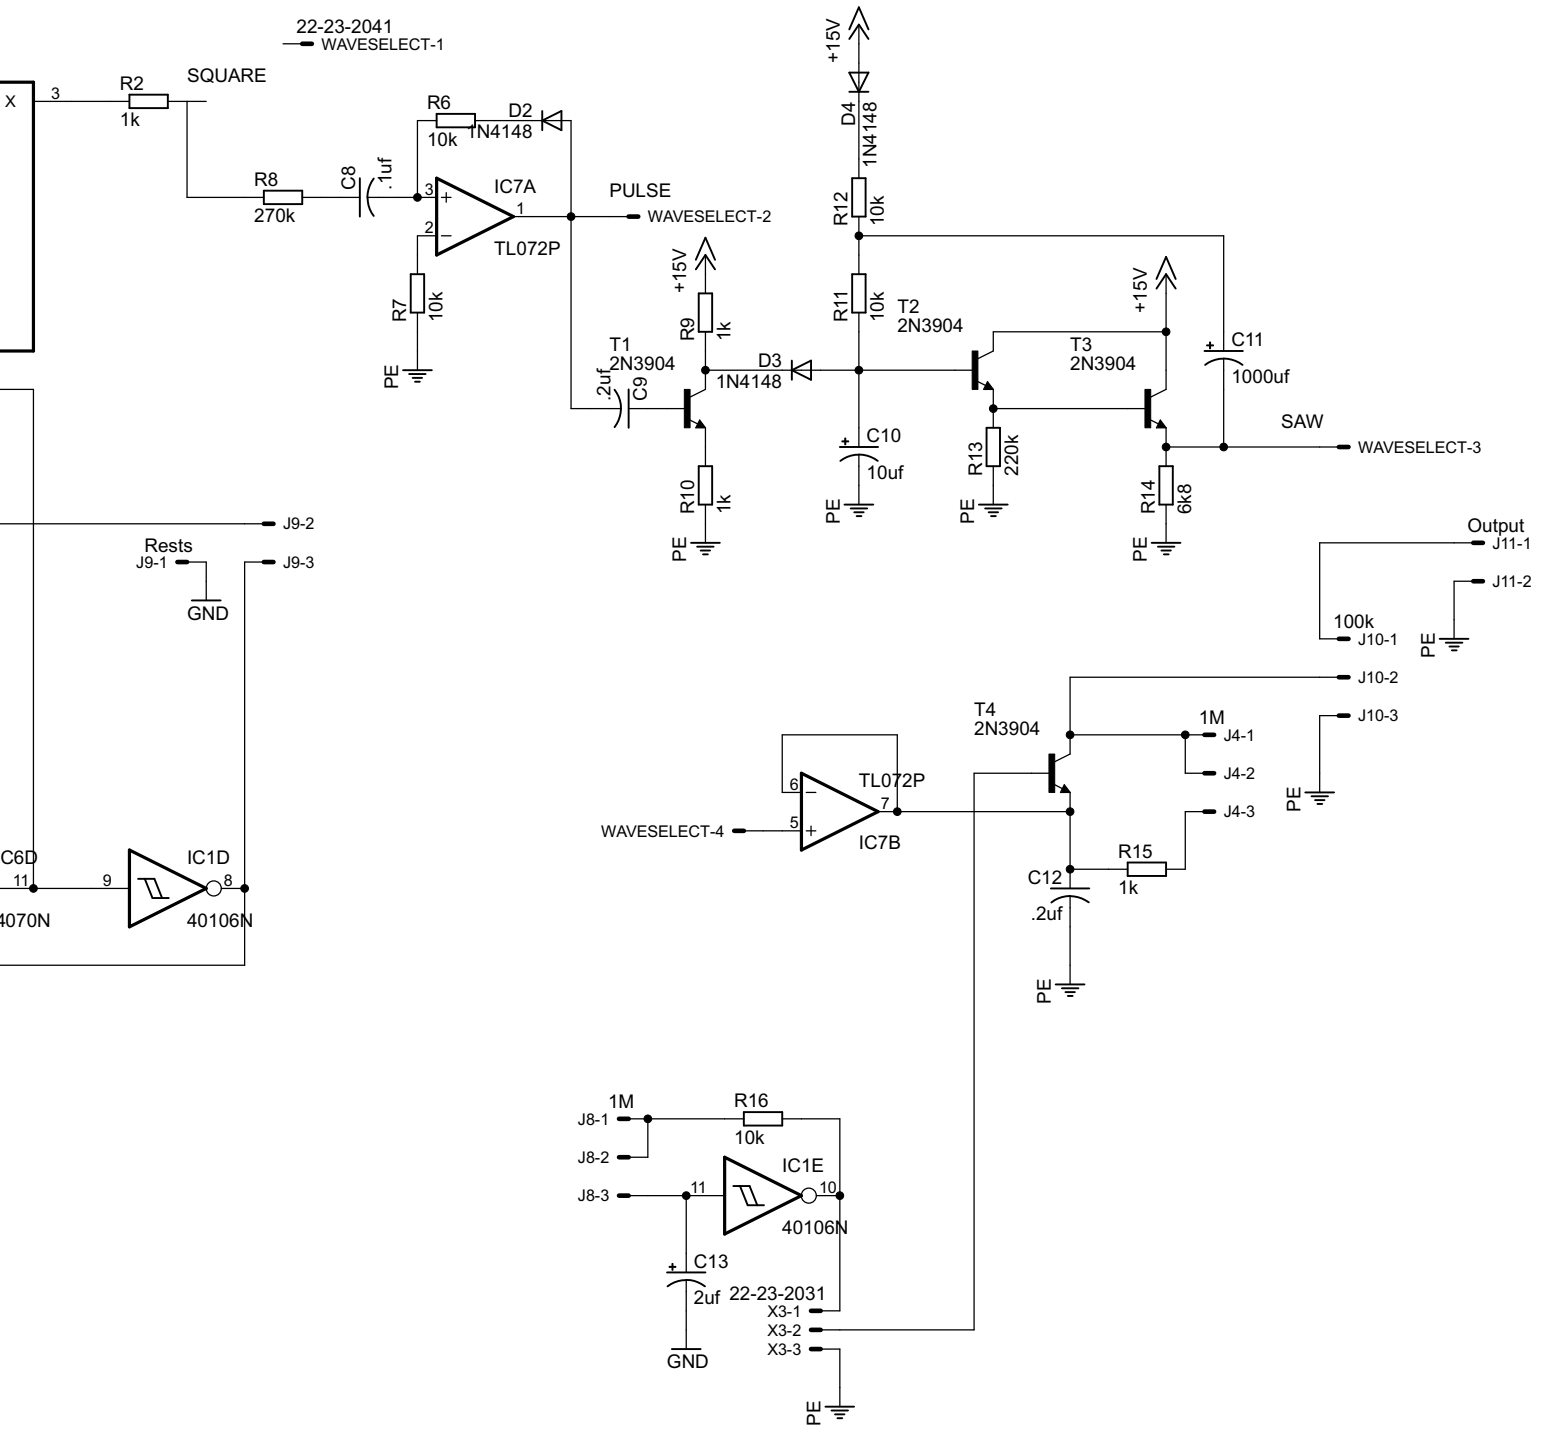 22-23-2041
WAVESELECT-1
SQUARE
X
3
R2
1k
R6
10k
D2
1N4148
C8
.1uf
R8
270k
3
+
2
−
1
IC7A
TL072P
PULSE
WAVESELECT-2
R7
10k
PE
+15V
R9
1k
T1
2N3904
.2uf
C9
D3
1N4148
R10
1k
PE
+15V
D4
1N4148
R12
10k
R11
10k
T2
2N3904
+15V
T3
2N3904
+
C11
1000uf
+
C10
10uf
PE
R13
220k
PE
SAW
WAVESELECT-3
R14
6k8
PE
J9-2
Rests
J9-1
J9-3
GND
Output
J11-1
J11-2
PE
100k
J10-1
J10-2
J10-3
PE
T4
2N3904
1M
J4-1
J4-2
J4-3
TL072P
6
−
7
5
+
IC7B
WAVESELECT-4
R15
1k
C12
.2uf
PE
C6D
11
4070N
9
IC1D
8
40106N
1M
J8-1
J8-2
J8-3
R16
10k
11
IC1E
10
40106N
+
C13
2uf
GND
22-23-2031
X3-1
X3-2
X3-3
PE